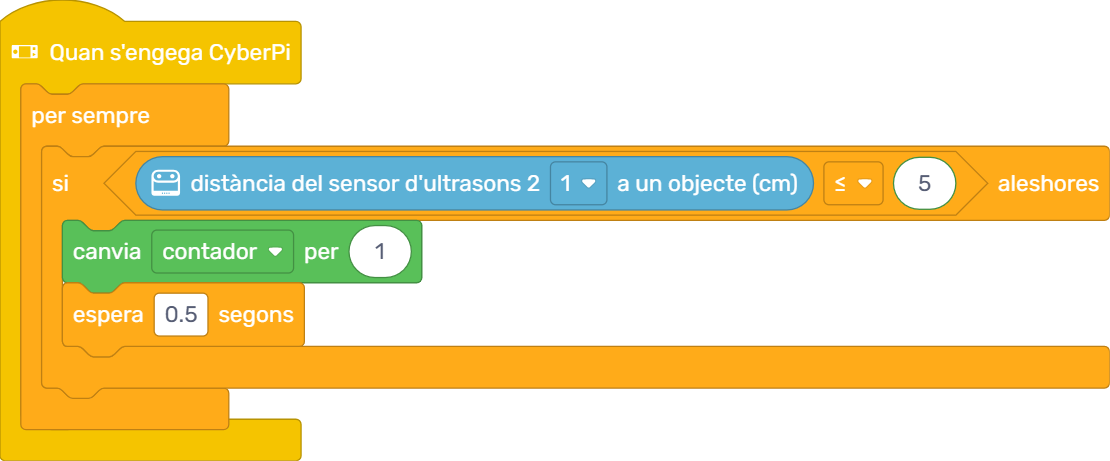 Quan s'engega CyberPi
per sempre
si distància del sensor d'ultrasons 2 1 a un objecte (cm) ≤ 5 aleshores
canvia contador per 1
espera 0.5 segons